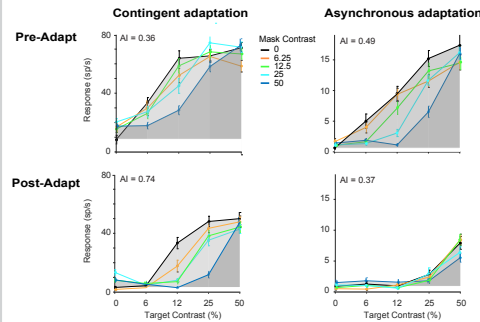 Contingent adaptation
Asynchronous adaptation
Pre-Adapt
80
40
0
Response (sp/s)
AI = 0.36
Mask Contrast
0
6.25
12.5
25
50
15
10
5
0
AI = 0.49
Post-Adapt
80
40
0
Response (sp/s)
AI = 0.74
0 6 12 25 50
Target Contrast (%)
15
10
5
0
AI = 0.37
0 6 12 25 50
Target Contrast (%)